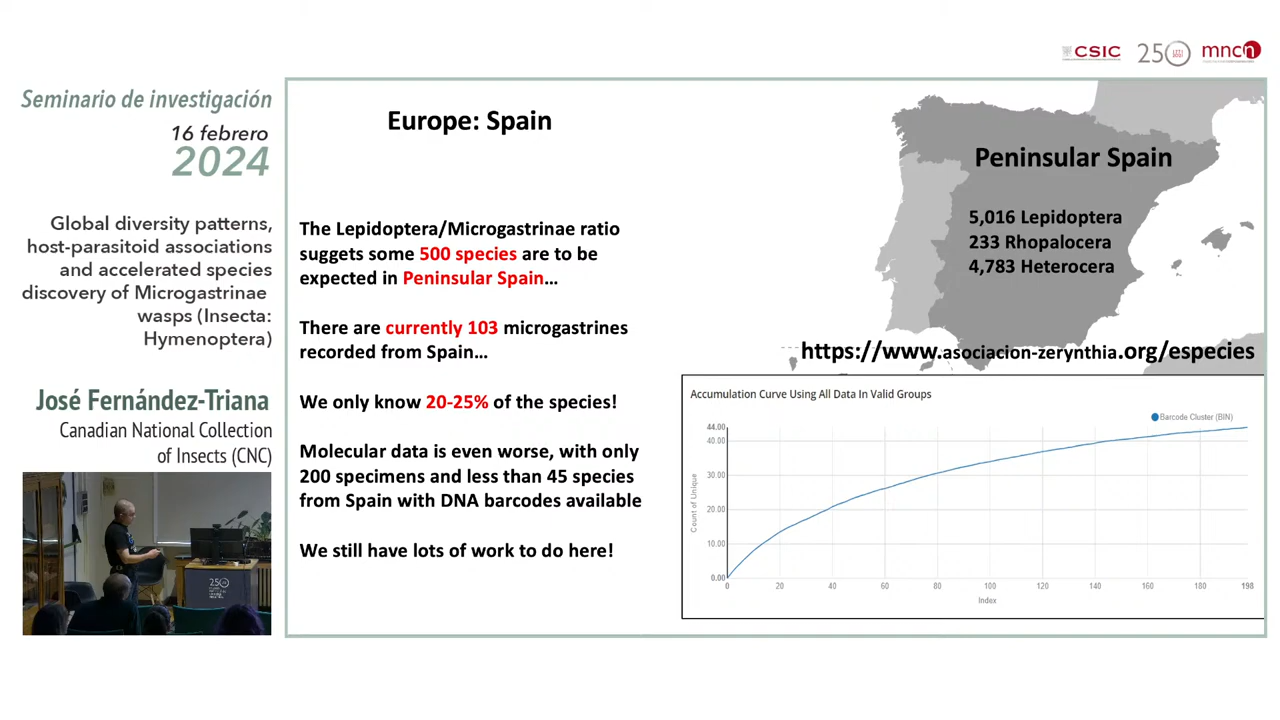 CSIC
250
mncn
Seminario de investigación
16 febrero
2024
Global diversity patterns,
host-parasitoid associations
and accelerated species
discovery of Microgastrinae
wasps (Insecta:
Hymenoptera)
José Fernández-Triana
Canadian National Collection
of Insects (CNC)
250
Europe: Spain
The Lepidoptera/Microgastrinae ratio
suggets some 500 species are to be
expected in Peninsular Spain...
There are currently 103 microgastrines
recorded from Spain...
We only know 20-25% of the species!
Molecular data is even worse, with only
200 specimens and less than 45 species
from Spain with DNA barcodes available
We still have lots of work to do here!
Peninsular Spain
5,016 Lepidoptera
233 Rhopalocera
4,783 Heterocera
https://www.asociacion-zerynthia.org/especies
Accumulation Curve Using All Data In Valid Groups
Barcode Cluster (BIN)
44.00
40.00
30.00
20.00
10.00
0.00
Count of Unique
0 20 40 60 80 100 120 140 160 180 198
Index